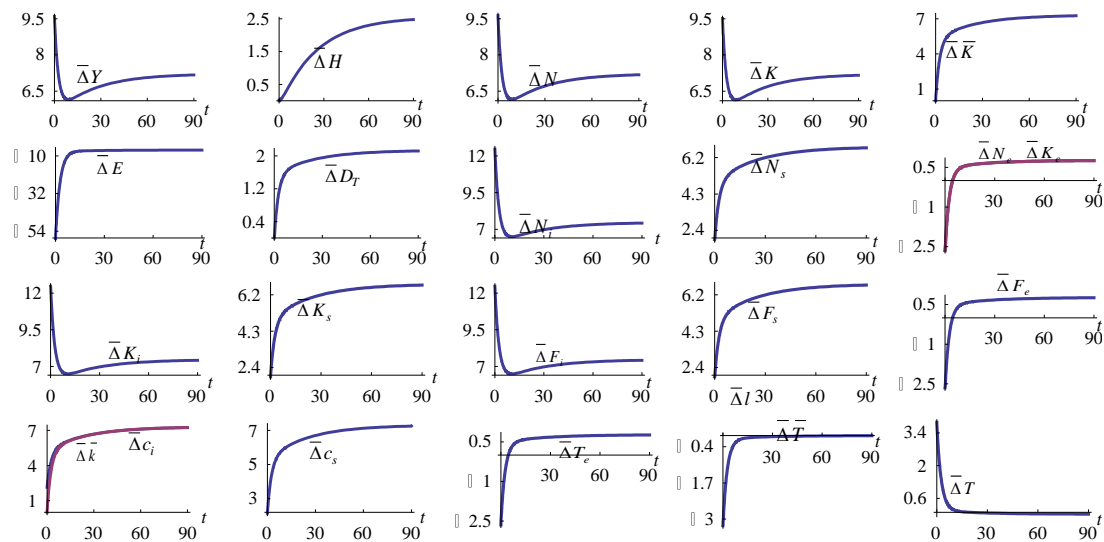 9.5
8
6.5
0 30 60 90
t
Δ̅Y
2.5
1.5
0.5
0 30 60 90
t
Δ̅H
9.5
8
6.5
0 30 60 90
t
Δ̅N
9.5
8
6.5
0 30 60 90
t
Δ̅K
7
4
1
0 30 60 90
t
Δ̅K̅
▯ 10
▯ 32
▯ 54
0 30 60 90
t
Δ̅E
2
1.2
0.4
0 30 60 90
t
Δ̅D_T
12
9.5
7
0 30 60 90
t
Δ̅N_i
6.2
4.3
2.4
0 30 60 90
t
Δ̅N_s
0.5
▯ 1
▯ 2.5
30 60 90
t
Δ̅N_e Δ̅K_e
12
9.5
7
0 30 60 90
t
Δ̅K_i
6.2
4.3
2.4
0 30 60 90
t
Δ̅K_s
12
9.5
7
0 30 60 90
t
Δ̅F_i
6.2
4.3
2.4
0 30 60 90
t
Δ̅F_s
0.5
▯ 1
▯ 2.5
30 60 90
t
Δ̅F_e
7
4
1
0 30 60 90
t
Δ̅k̅ Δ̅c_i
7
5
3
0 30 60 90
t
Δ̅c_s
0.5
▯ 1
▯ 2.5
30 60 90
t
Δ̅T_e
Δ̅l
▯ 0.4
▯ 1.7
▯ 3
30 60 90
t
Δ̅T̅
3.4
2
0.6
0 30 60 90
t
Δ̅T